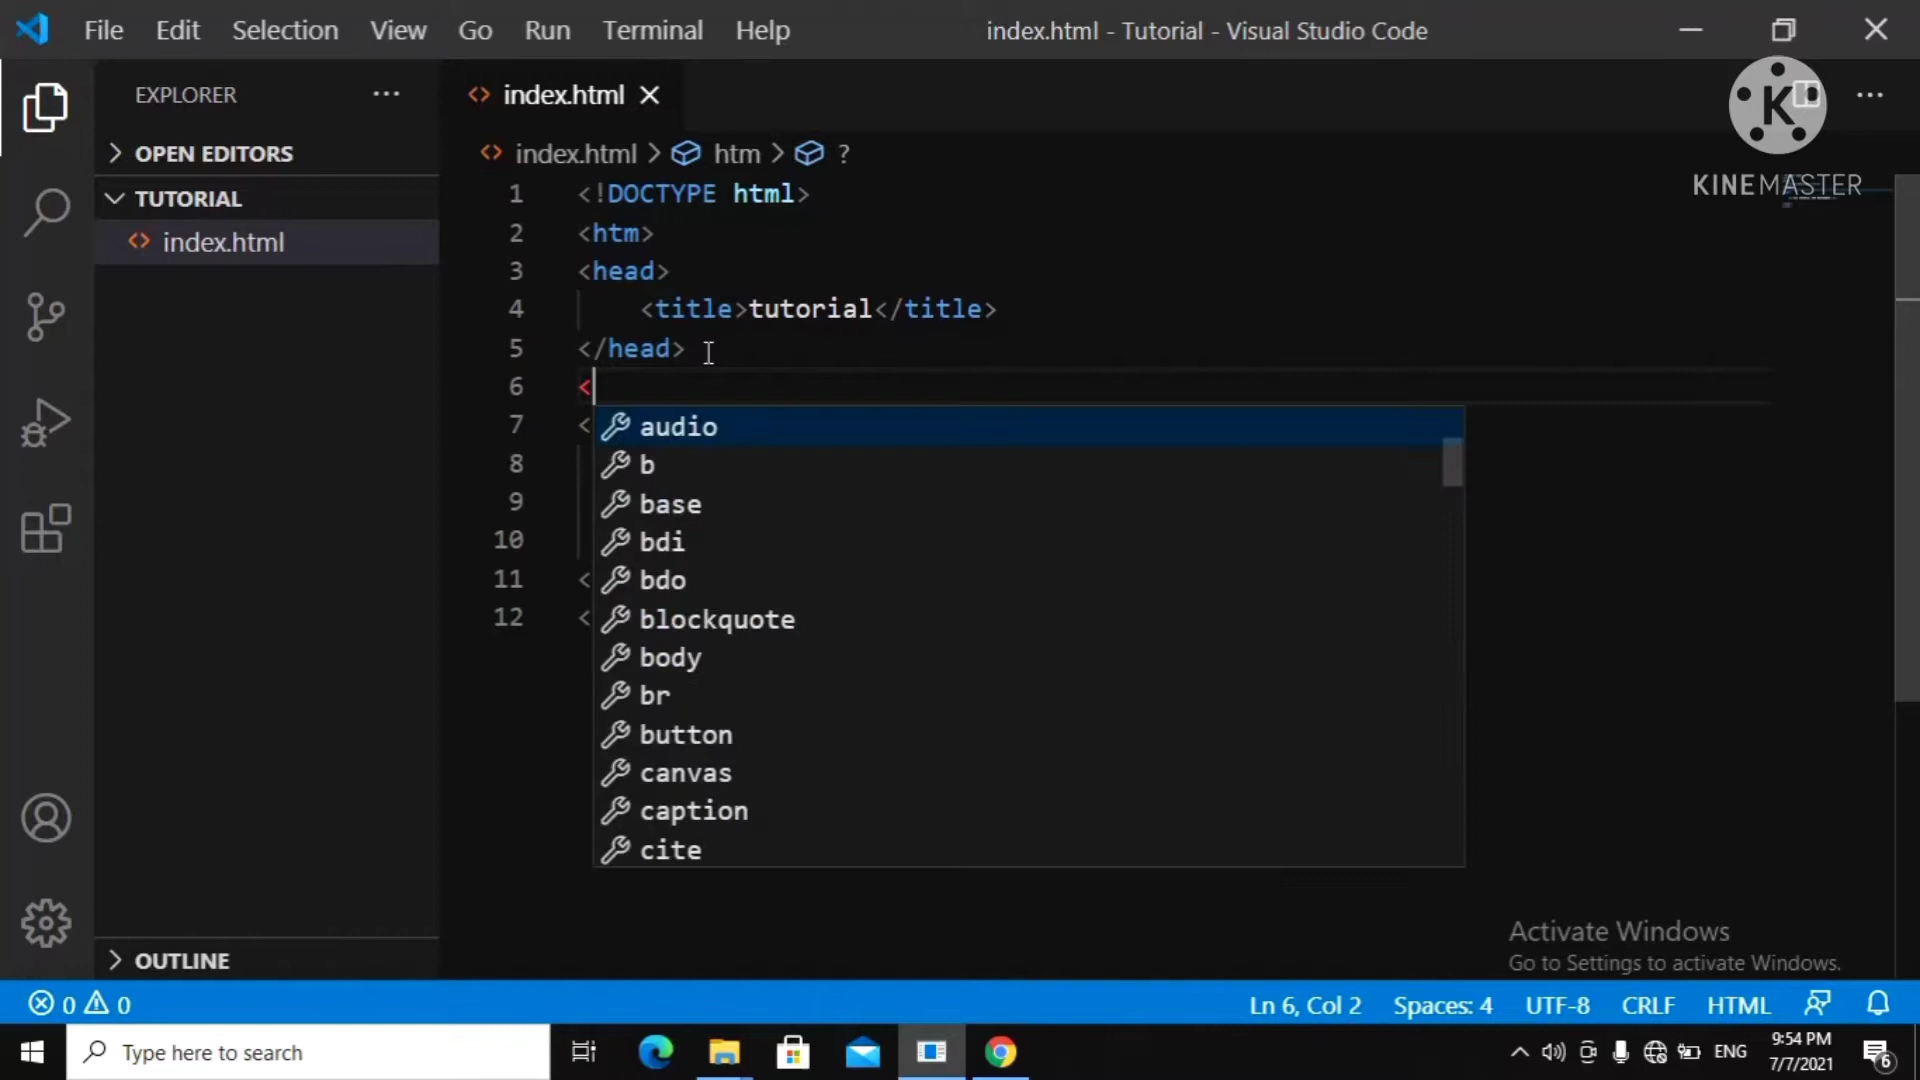 File Edit Selection View Go Run Terminal Help
index.html - Tutorial - Visual Studio Code
EXPLORER
index.html
KINEMASTER
OPEN EDITORS
TUTORIAL
index.html
index.html > htm > ?
1 <!DOCTYPE html>
2 <htm>
3 <head>
4 <title>tutorial</title>
5 </head>
6 <
7 <
8
9
10
11 <
12 <
audio
b
base
bdi
bdo
blockquote
body
br
button
canvas
caption
cite
OUTLINE
Activate Windows
Go to Settings to activate Windows.
0 0
Ln 6, Col 2 Spaces: 4 UTF-8 CRLF HTML
Type here to search
ENG
9:54 PM
7/7/2021
6